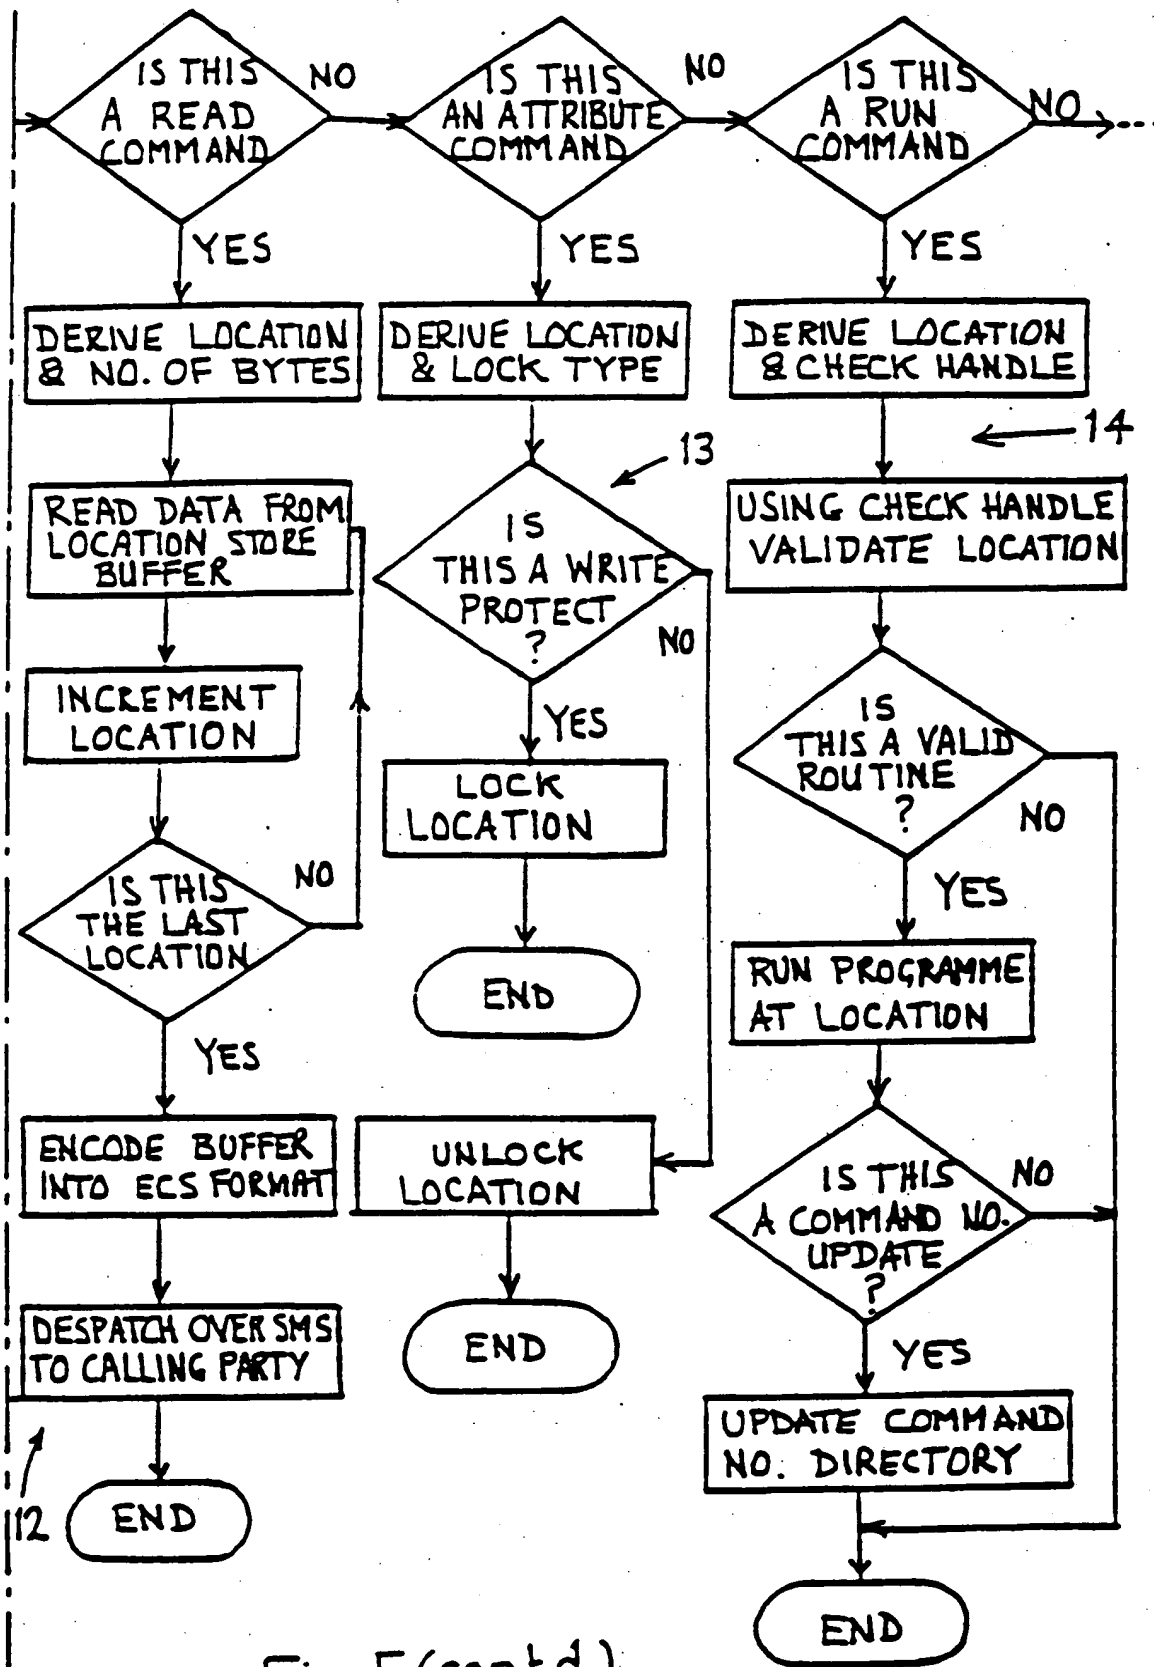 IS THIS
A READ
COMMAND
NO
IS THIS
AN ATTRIBUTE
COMMAND
NO
IS THIS
A RUN
COMMAND
NO
YES
YES
YES
DERIVE LOCATION
& NO. OF BYTES
DERIVE LOCATION
& LOCK TYPE
DERIVE LOCATION
& CHECK HANDLE
13
14
READ DATA FROM
LOCATION STORE
BUFFER
IS
THIS A WRITE
PROTECT
?
NO
USING CHECK HANDLE
VALIDATE LOCATION
INCREMENT
LOCATION
YES
IS
THIS A VALID
ROUTINE
?
NO
LOCK
LOCATION
IS THIS
THE LAST
LOCATION
NO
YES
END
RUN PROGRAMME
AT LOCATION
YES
ENCODE BUFFER
INTO ECS FORMAT
UNLOCK
LOCATION
IS THIS
A COMMAND NO.
UPDATE
?
NO
DESPATCH OVER SMS
TO CALLING PARTY
END
YES
UPDATE COMMAND
NO. DIRECTORY
12
END
END
Fig. 5 (contd.)